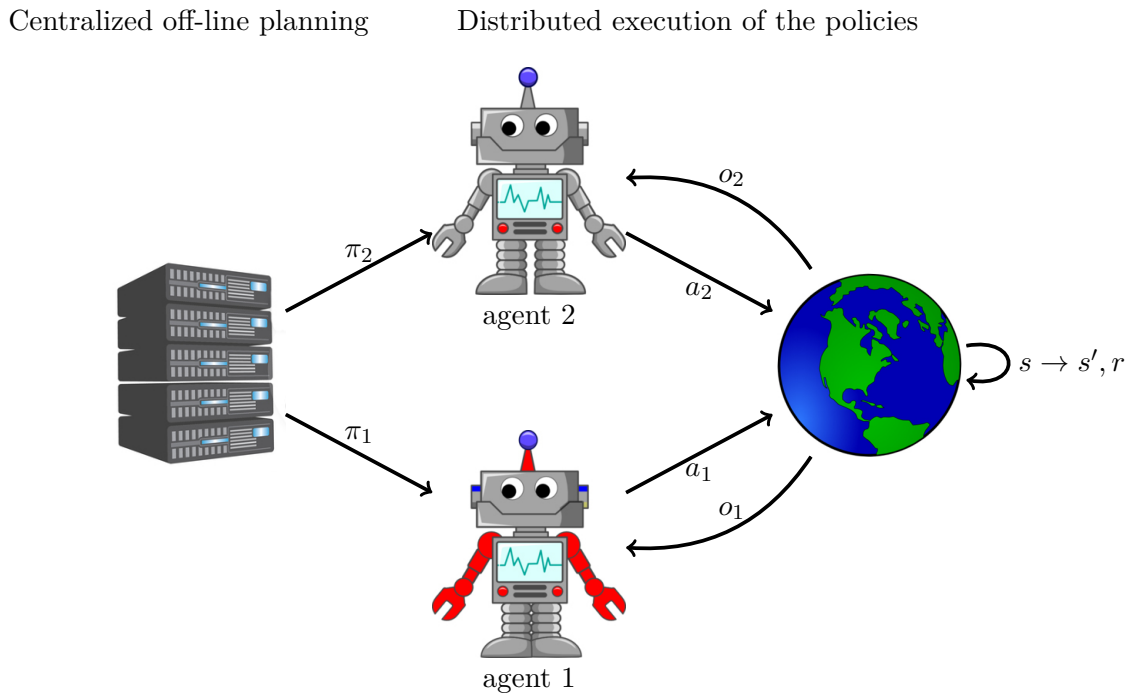 Centralized off-line planning
Distributed execution of the policies
o₂
π₂
a₂
agent 2
s → s′, r
π₁
a₁
o₁
agent 1